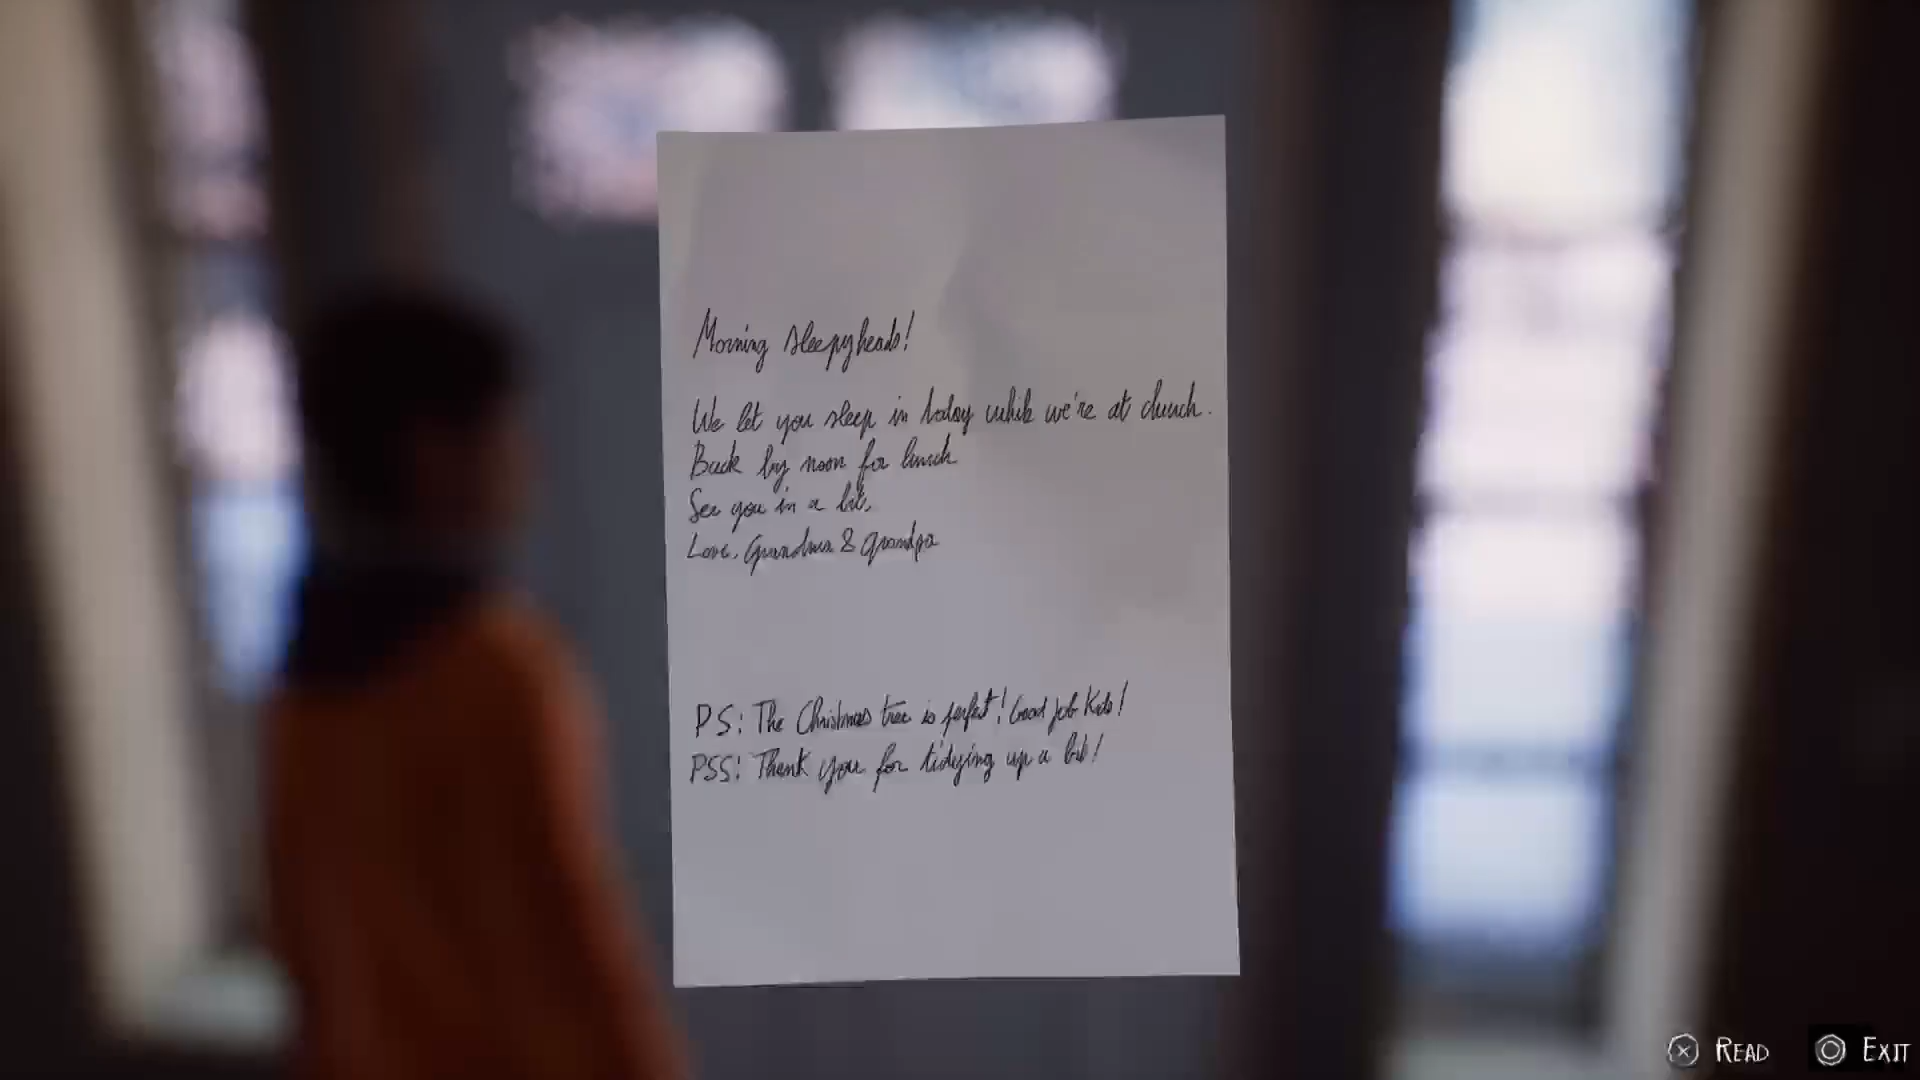 Morning sleepyheads!
We let you sleep in today while we're at church.
Back by noon for lunch
See you in a bit,
Love, Grandma & Grandpa
PS: The Christmas tree is perfect! Good job Kids!
PSS: Thank you for tidying up a bit!
READ
EXIT